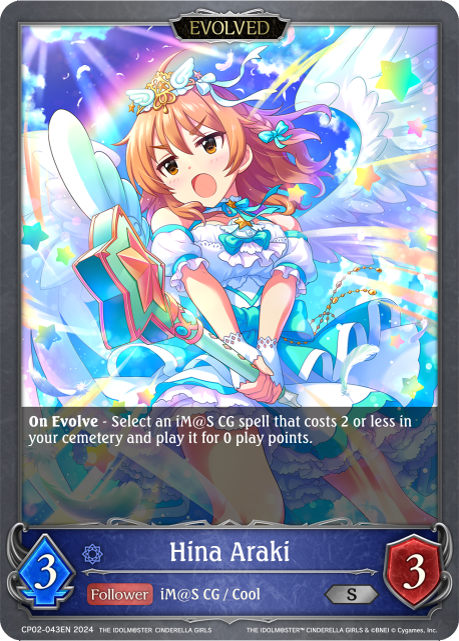 EVOLVED
On Evolve - Select an iM@S CG spell that costs 2 or less in
your cemetery and play it for 0 play points.
Hina Araki
3
3
Follower
iM@S CG / Cool
S
CP02-043EN 2024
THE IDOLM@STER CINDERELLA GIRLS
THE IDOLM@STER™ CINDERELLA GIRLS & ©BNEI © Cygames, Inc.